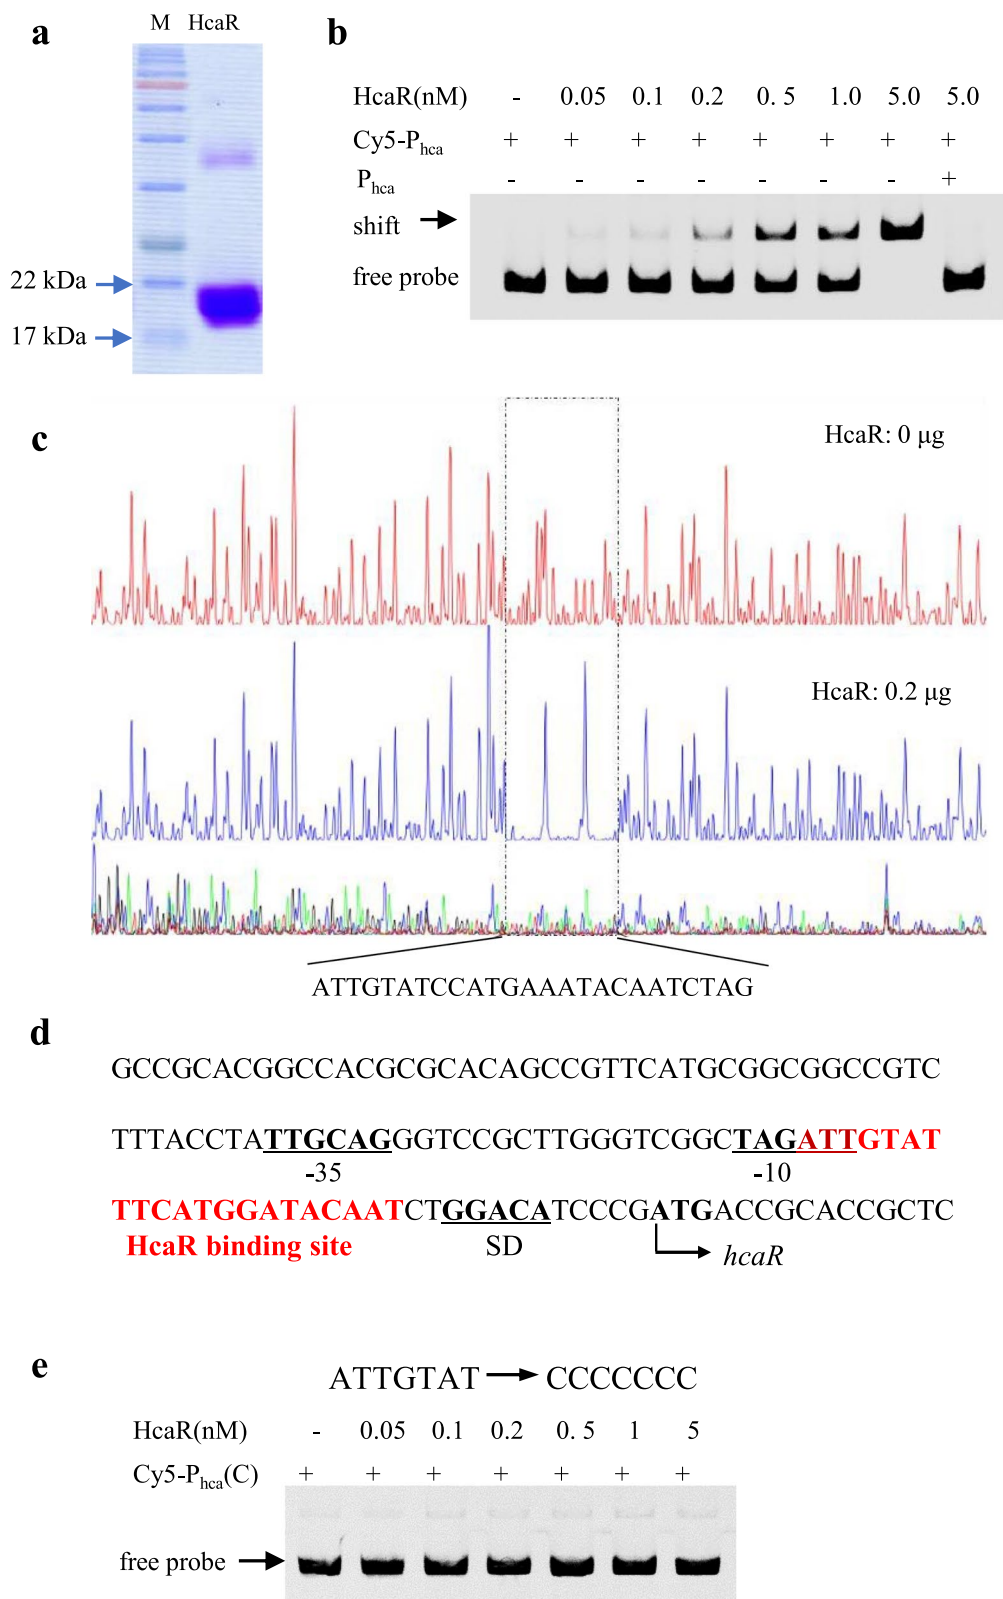 a
M HcaR
22 kDa
17 kDa
b
HcaR(nM) - 0.05 0.1 0.2 0. 5 1.0 5.0 5.0
Cy5-Phca + + + + + + + +
Phca - - - - - - - +
shift
free probe
c
HcaR: 0 μg
HcaR: 0.2 μg
ATTGTATCCATGAAATACAATCTAG
d
GCCGCACGGCCACGCGCACAGCCGTTCATGCGGCGGCCGTC
TTTACCTATTGCAGGGTCCGCTTGGGTCGGCTAGATTGTAT
-35 -10
TTCATGGATACAATCTGGACATCCCGATGACCGCACCGCTC
HcaR binding site SD hcaR
e
ATTGTAT CCCCCCC
HcaR(nM) - 0.05 0.1 0.2 0. 5 1 5
Cy5-Phca(C) + + + + + + +
free probe